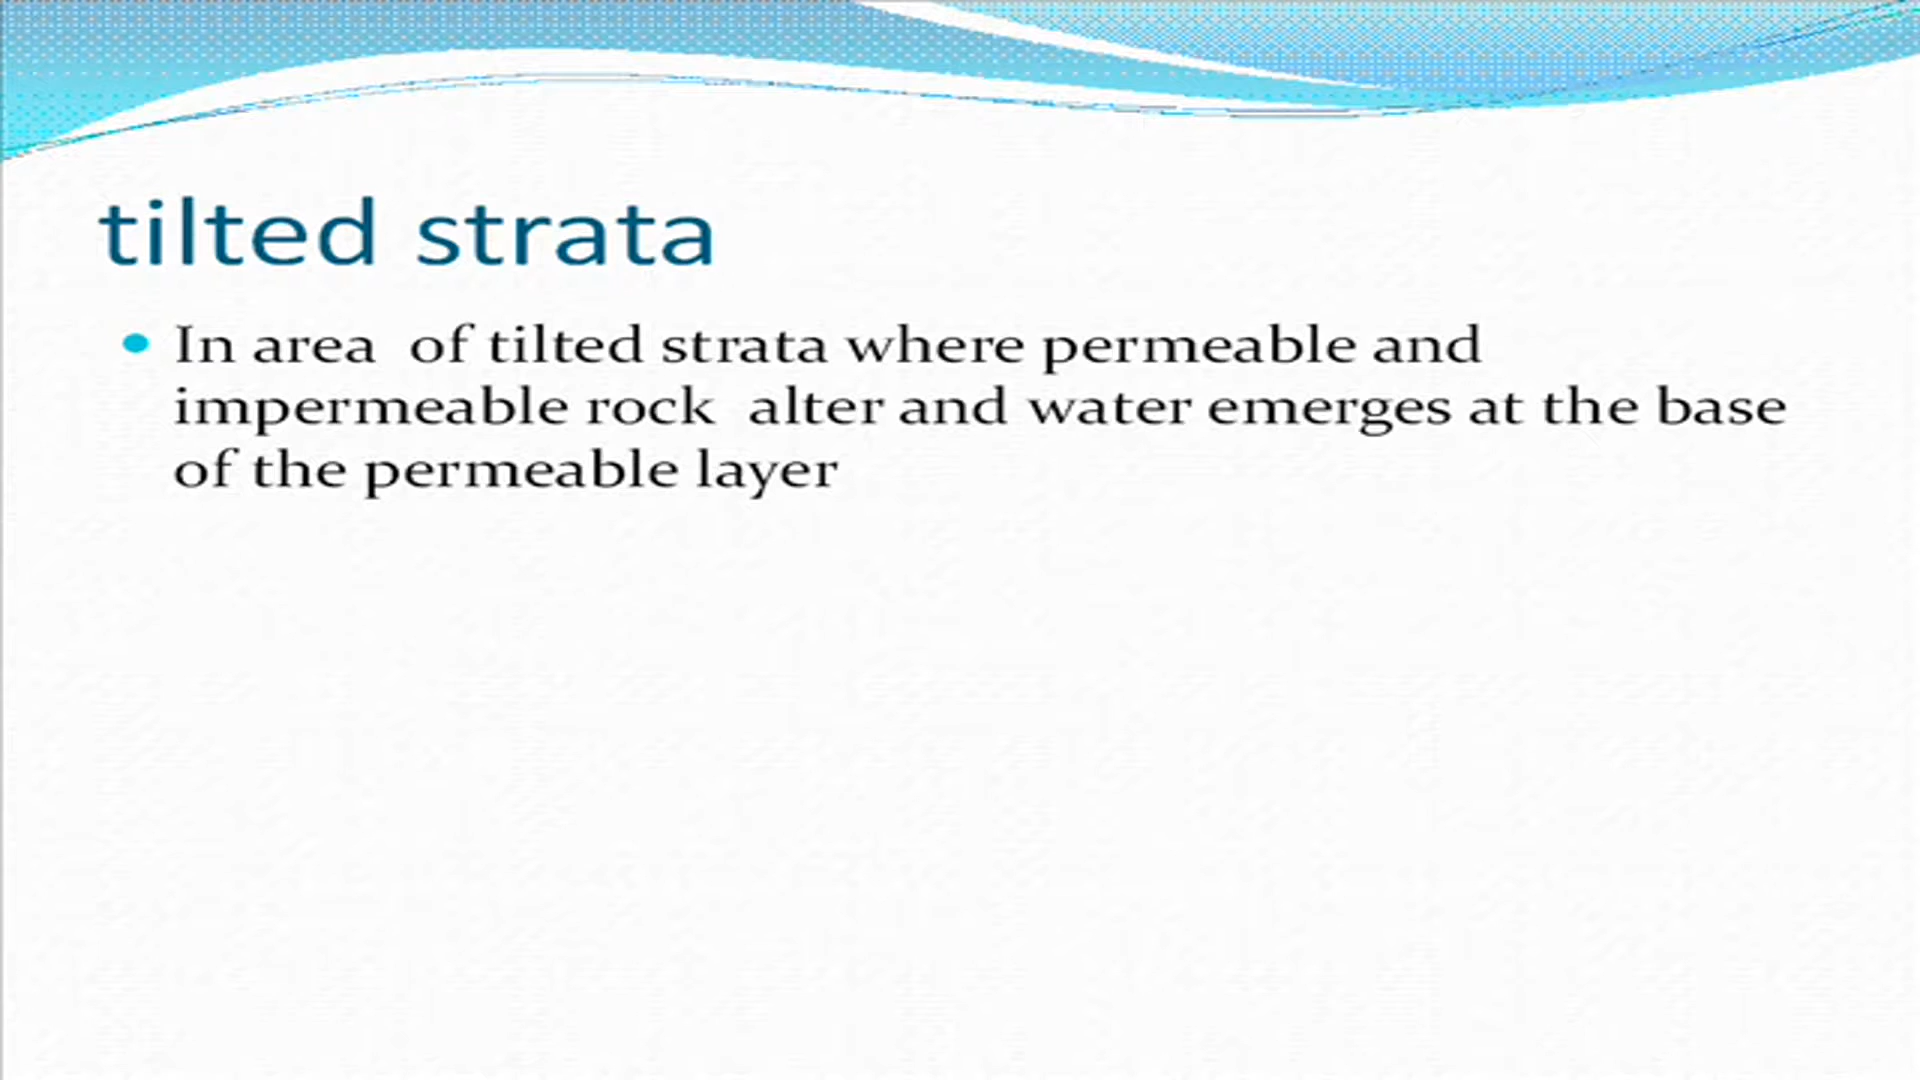 tilted strata
In area of tilted strata where permeable and
impermeable rock alter and water emerges at the base
of the permeable layer